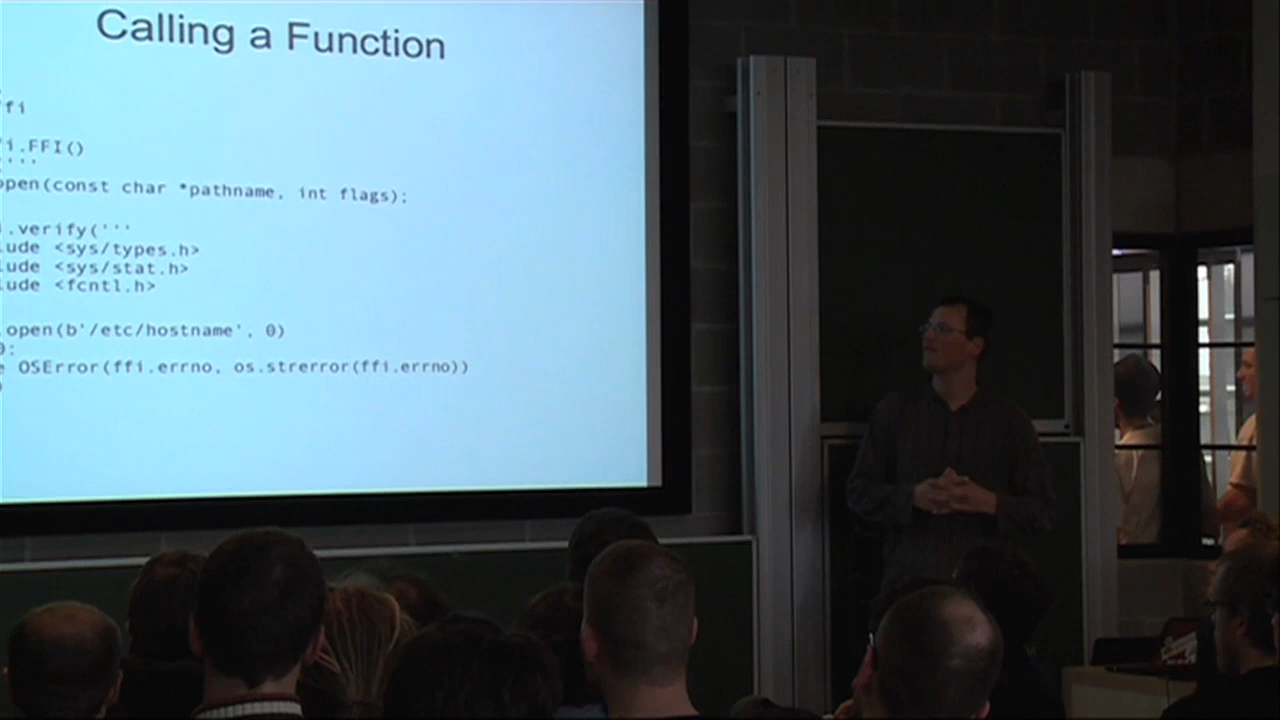 Calling a Function
ffi
i.FFI()
'''
open(const char *pathname, int flags);
.verify('''
lude <sys/types.h>
lude <sys/stat.h>
lude <fcntl.h>
.open(b'/etc/hostname', 0)
0:
e OSError(ffi.errno, os.strerror(ffi.errno))